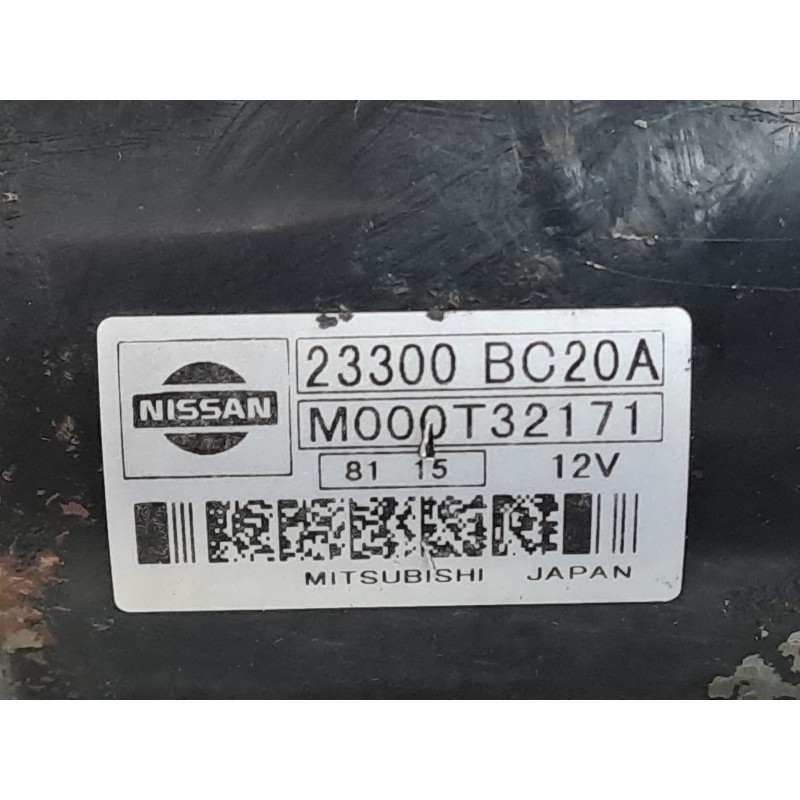 NISSAN
23300 BC20A
M000T32171
81 15
12V
MITSUBISHI JAPAN